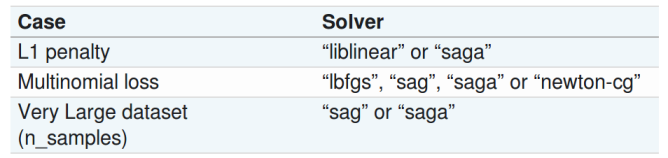 Case Solver
L1 penalty “liblinear” or “saga”
Multinomial loss “lbfgs”, “sag”, “saga” or “newton-cg”
Very Large dataset “sag” or “saga”
(n_samples)